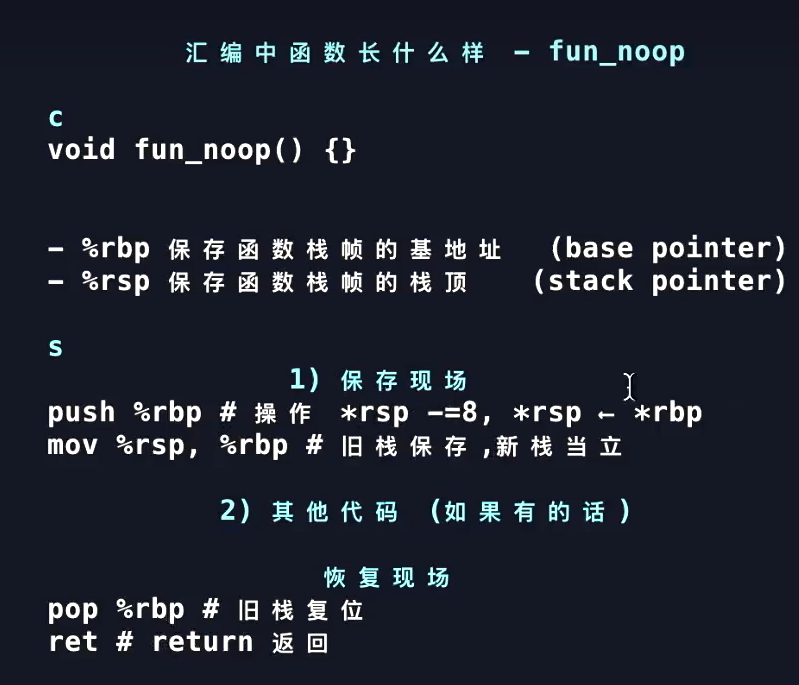 汇编中函数长什么样 - fun_noop
c
void fun_noop() {}
- %rbp 保存函数栈帧的基地址 (base pointer)
- %rsp 保存函数栈帧的栈顶 (stack pointer)
s
1) 保存现场
push %rbp # 操作 *rsp -=8, *rsp ← *rbp
mov %rsp, %rbp # 旧栈保存,新栈当立
2) 其他代码 (如果有的话)
恢复现场
pop %rbp # 旧栈复位
ret # return 返回